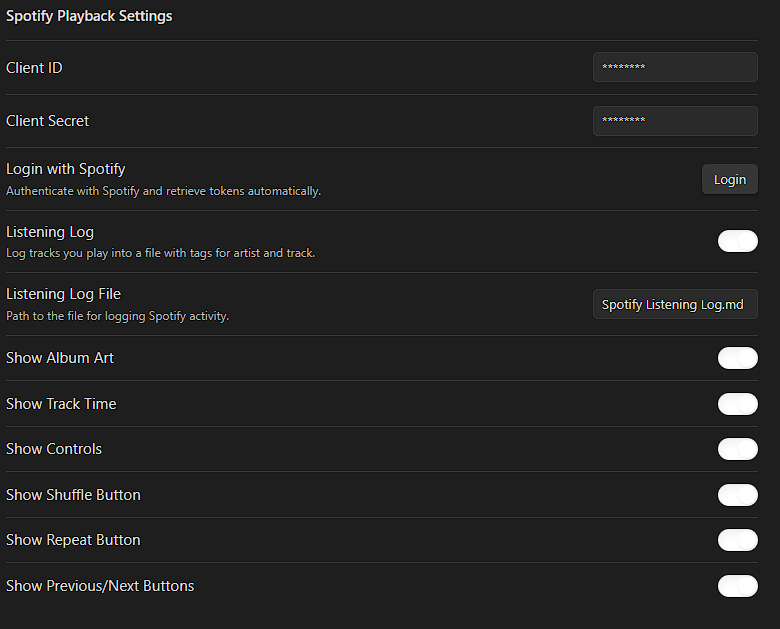 Spotify Playback Settings
Client ID
********
Client Secret
********
Login with Spotify
Authenticate with Spotify and retrieve tokens automatically.
Login
Listening Log
Log tracks you play into a file with tags for artist and track.
Listening Log File
Path to the file for logging Spotify activity.
Spotify Listening Log.md
Show Album Art
Show Track Time
Show Controls
Show Shuffle Button
Show Repeat Button
Show Previous/Next Buttons